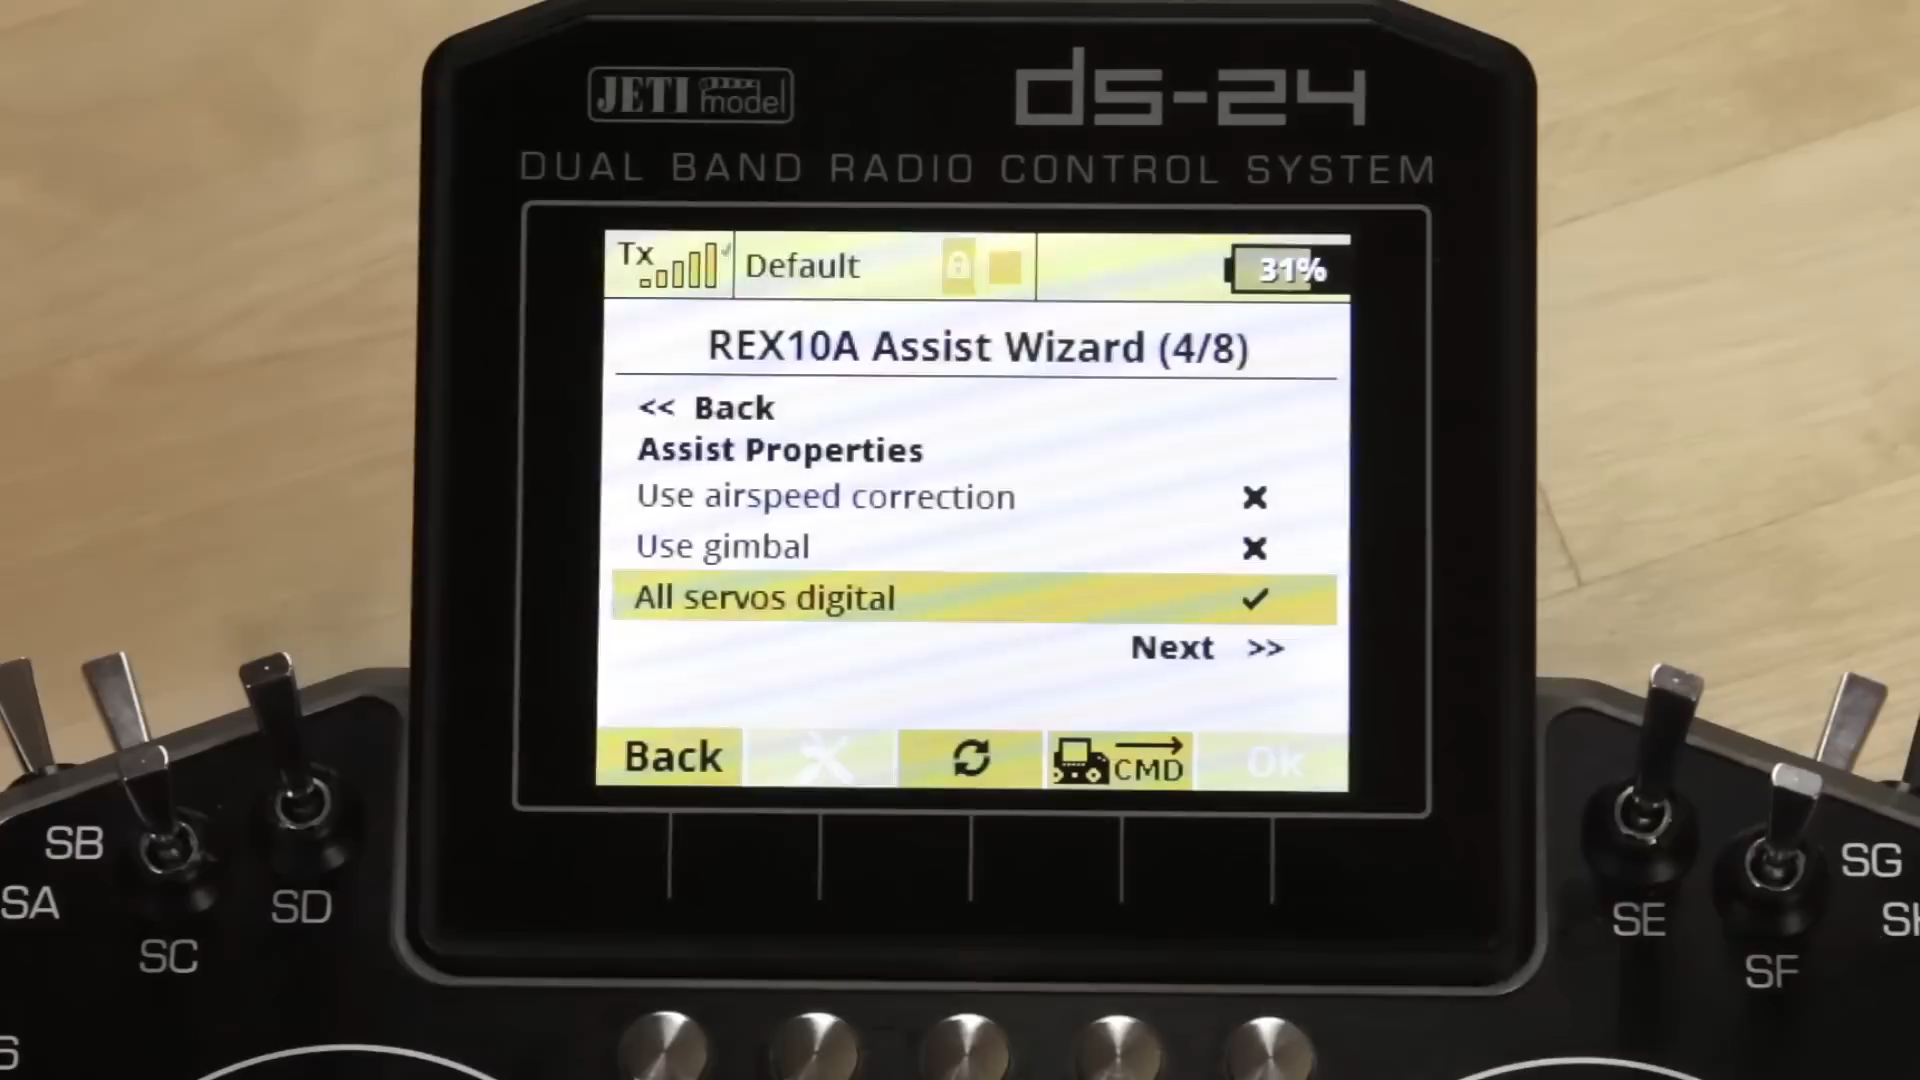 JETI model
ds-24
DUAL BAND RADIO CONTROL SYSTEM
Tx Default 31%
REX10A Assist Wizard (4/8)
<< Back
Assist Properties
Use airspeed correction
Use gimbal
All servos digital
Next >>
Back CMD Ok
SB
SA
SC
SD
SE
SF
SG